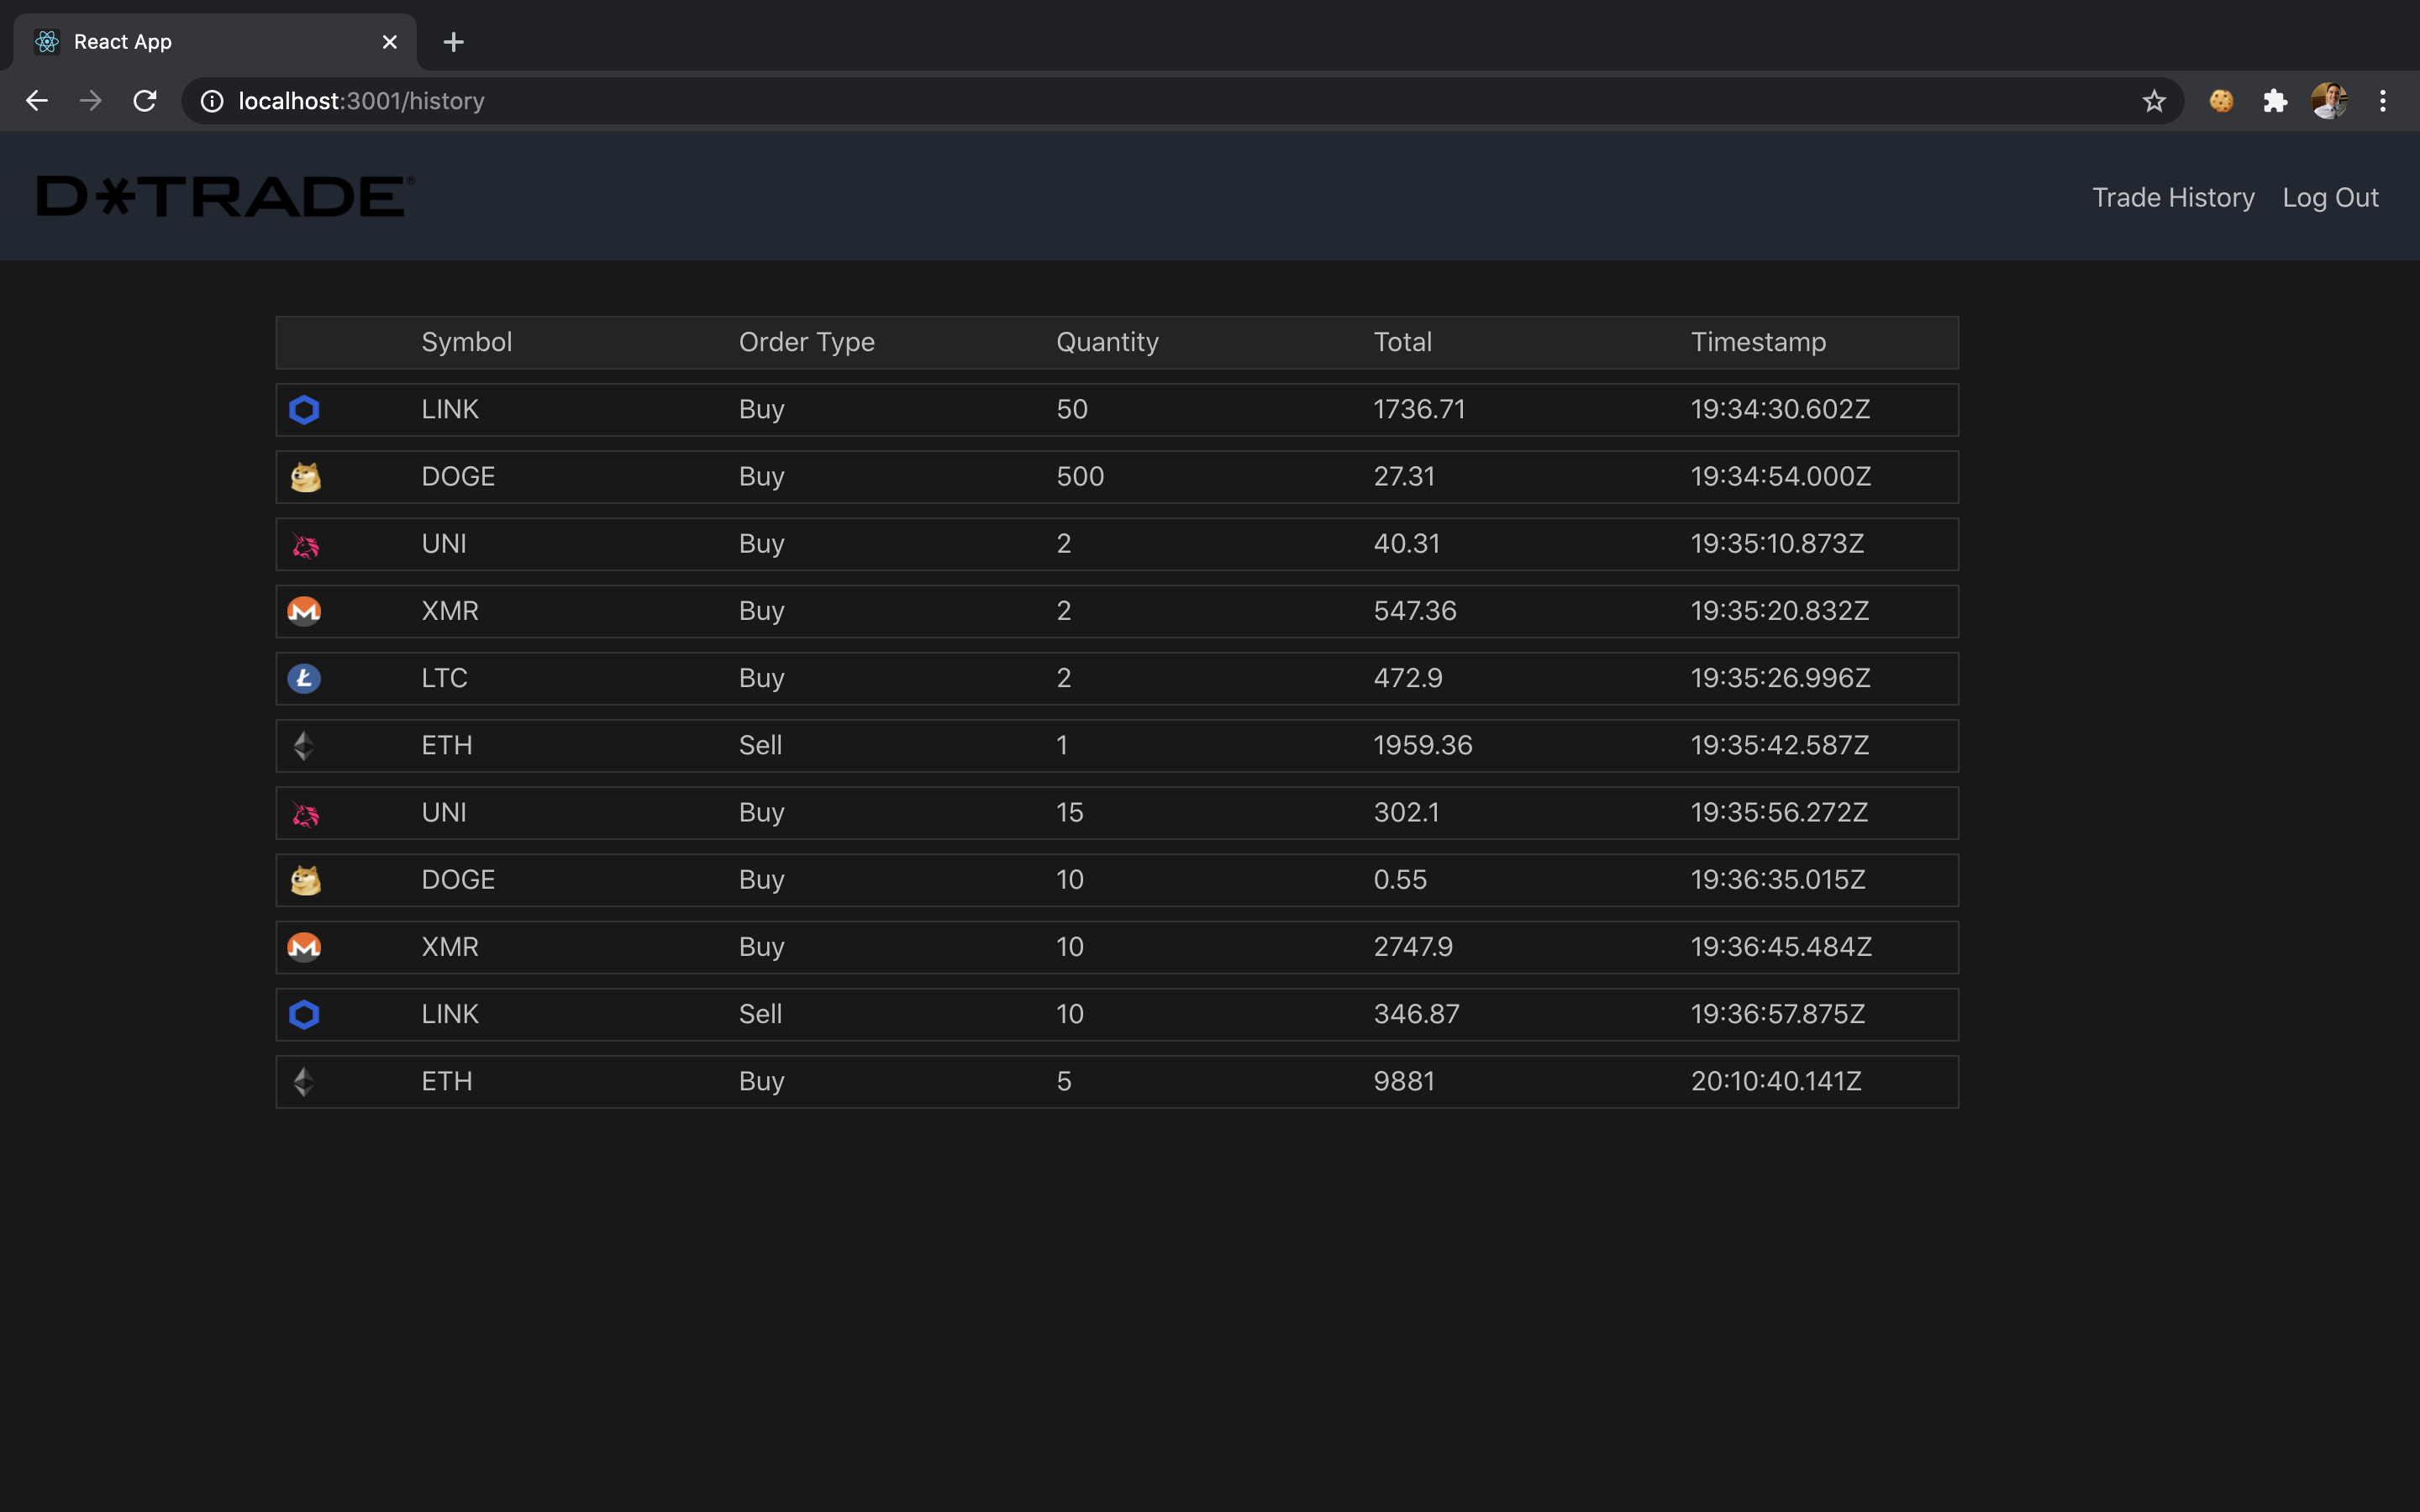 React App
localhost:3001/history
D*TRADE®
Trade History Log Out
Symbol Order Type Quantity Total Timestamp
LINK Buy 50 1736.71 19:34:30.602Z
DOGE Buy 500 27.31 19:34:54.000Z
UNI Buy 2 40.31 19:35:10.873Z
XMR Buy 2 547.36 19:35:20.832Z
LTC Buy 2 472.9 19:35:26.996Z
ETH Sell 1 1959.36 19:35:42.587Z
UNI Buy 15 302.1 19:35:56.272Z
DOGE Buy 10 0.55 19:36:35.015Z
XMR Buy 10 2747.9 19:36:45.484Z
LINK Sell 10 346.87 19:36:57.875Z
ETH Buy 5 9881 20:10:40.141Z